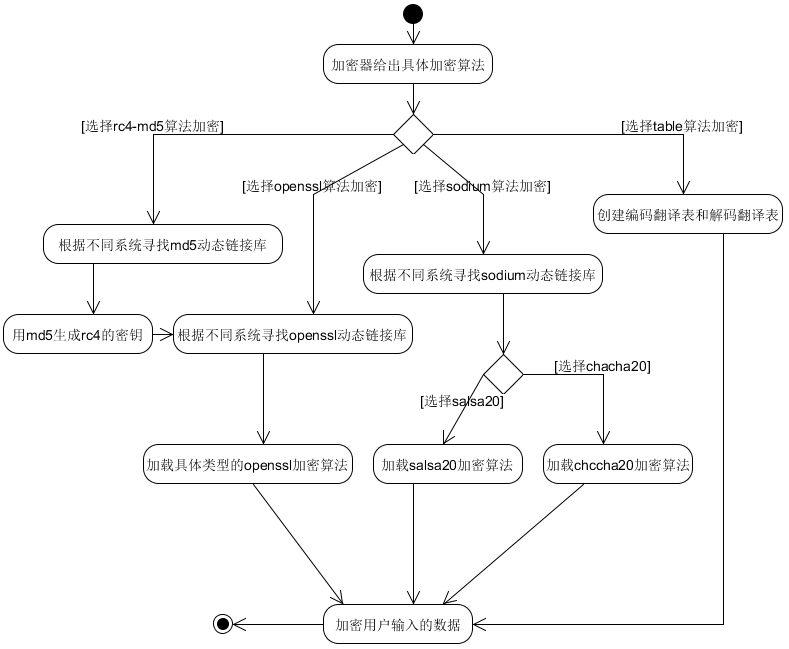 加密器给出具体加密算法
[选择rc4-md5算法加密]
[选择table算法加密]
[选择openssl算法加密]
[选择sodium算法加密]
创建编码翻译表和解码翻译表
根据不同系统寻找md5动态链接库
根据不同系统寻找sodium动态链接库
用md5生成rc4的密钥
根据不同系统寻找openssl动态链接库
[选择chacha20]
[选择salsa20]
加载具体类型的openssl加密算法
加载salsa20加密算法
加载chccha20加密算法
加密用户输入的数据